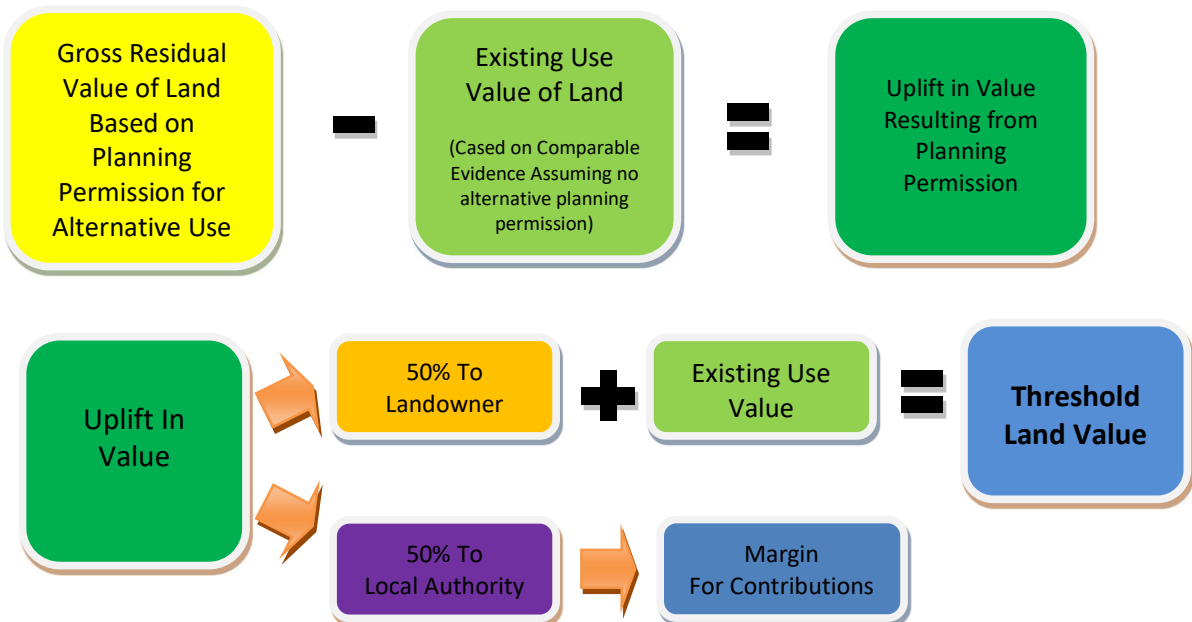 Gross Residual
Value of Land
Based on
Planning
Permission for
Alternative Use
Existing Use
Value of Land
(Cased on Comparable
Evidence Assuming no
alternative planning
permission)
Uplift in Value
Resulting from
Planning
Permission
Uplift In
Value
50% To
Landowner
Existing Use
Value
Threshold
Land Value
50% To
Local Authority
Margin
For Contributions